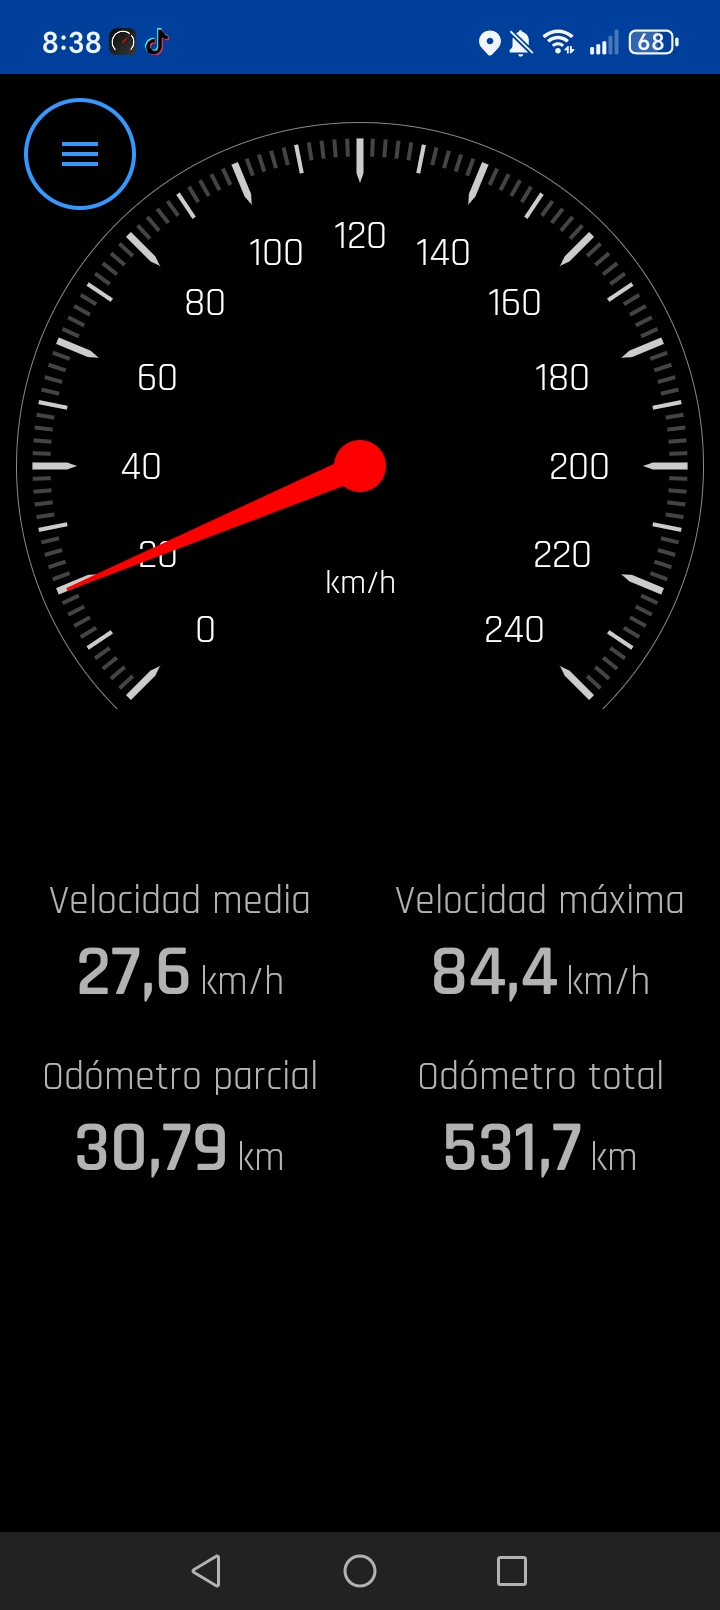 8:38
68
120
100
140
80
160
60
180
40
200
20
220
km/h
0
240
Velocidad media
Velocidad máxima
27,6 km/h
84,4 km/h
Odómetro parcial
Odómetro total
30,79 km
531,7 km